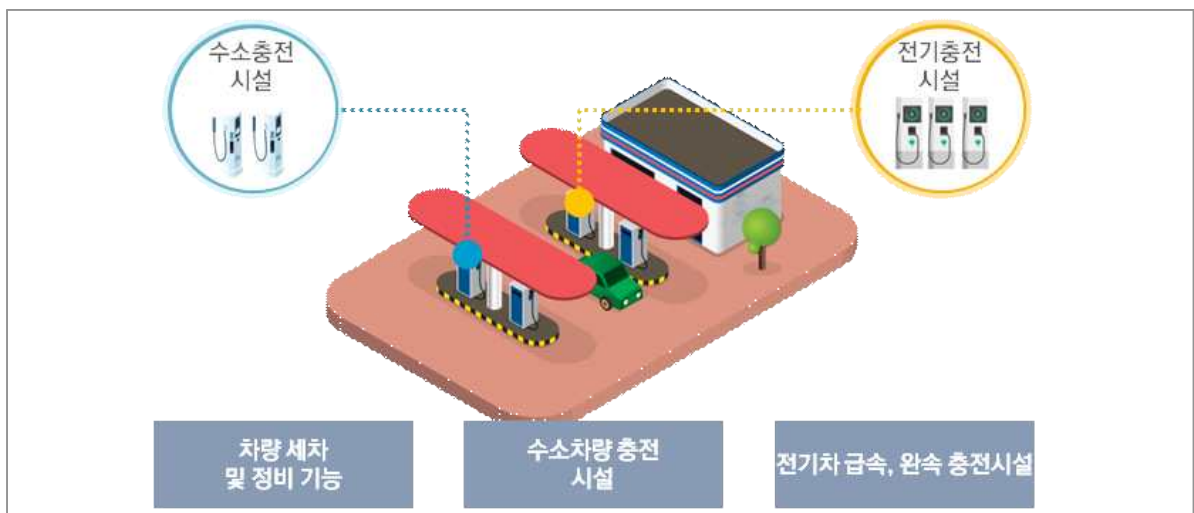 수소충전
시설
전기충전
시설
차량 세차
및 정비 기능
수소차량 충전
시설
전기차 급속, 완속 충전시설